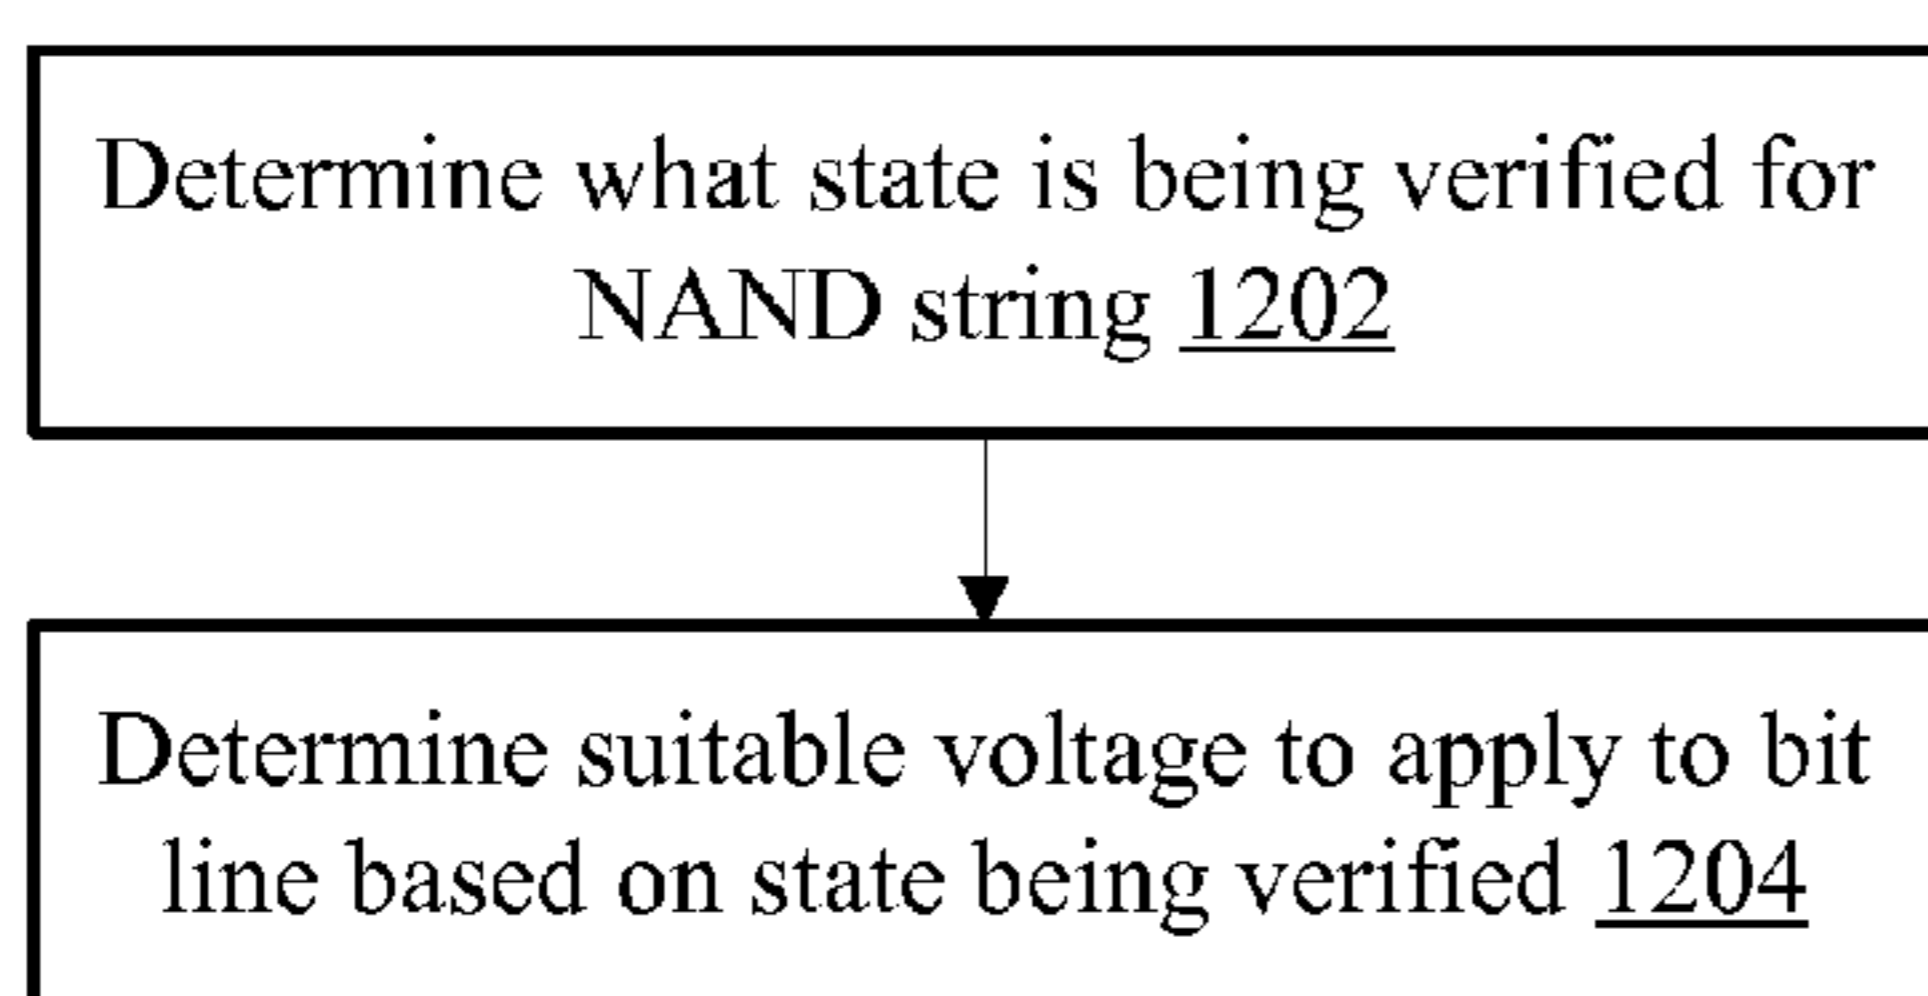 Determine what state is being verified for
NAND string 1202
Determine suitable voltage to apply to bit
line based on state being verified 1204